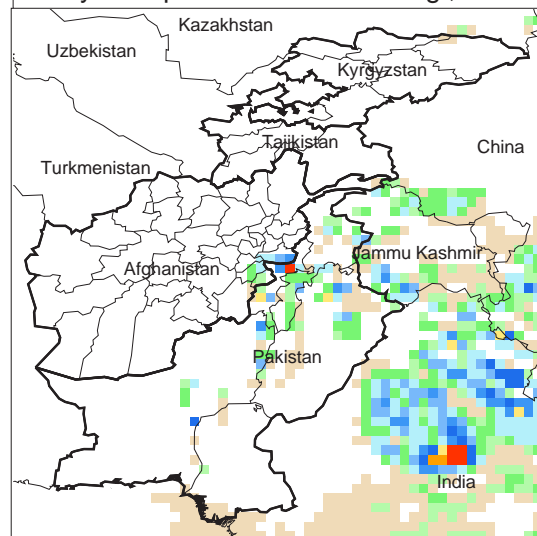 Kazakhstan
Uzbekistan
Kyrgyzstan
Tajikistan
China
Turkmenistan
Jammu Kashmir
Afghanistan
Pakistan
India